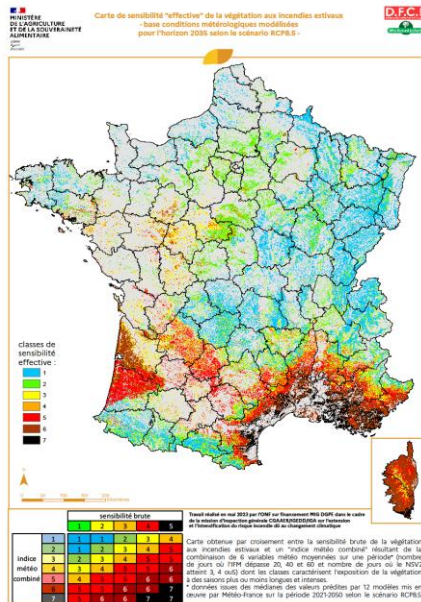 MINISTÈRE
DE L'AGRICULTURE
ET DE LA SOUVERAINETÉ
ALIMENTAIRE
Carte de sensibilité "effective" de la végétation aux incendies estivaux
- base conditions météorologiques modélisées
pour l'horizon 2035 selon le scénario RCP8.5 -
D.F.C.I
classes de
sensibilité
effective :
1
2
3
4
5
6
7
sensibilité brute
1 2 3 4 5
indice
météo
combiné
1 1 1 2 3 4
Travail réalisé en mai 2023 par l'ONF sur financement MIG DGPE dans le cadre
de la mission d'inspection générale CGAAER/IGEDD/IGA sur l'extension
et l'intensification du risque incendie dû au changement climatique
Carte obtenue par croisement entre la sensibilité brute de la végétation
aux incendies estivaux et un "indice météo combiné" résultant de la
combinaison de 6 variables météo moyennées sur une période* (nombre
de jours où l'IFM dépasse 20, 40 et 60 et nombre de jours où le NSV2
atteint 3, 4 ou5) dont les classes caractérisent l'exposition de la végétation
à des saisons plus ou moins longues et intenses.
* données issues des médianes des valeurs prédites par 12 modèles mis en
œuvre par Météo-france sur la période 2021-2050 selon le scénario RCP8.5